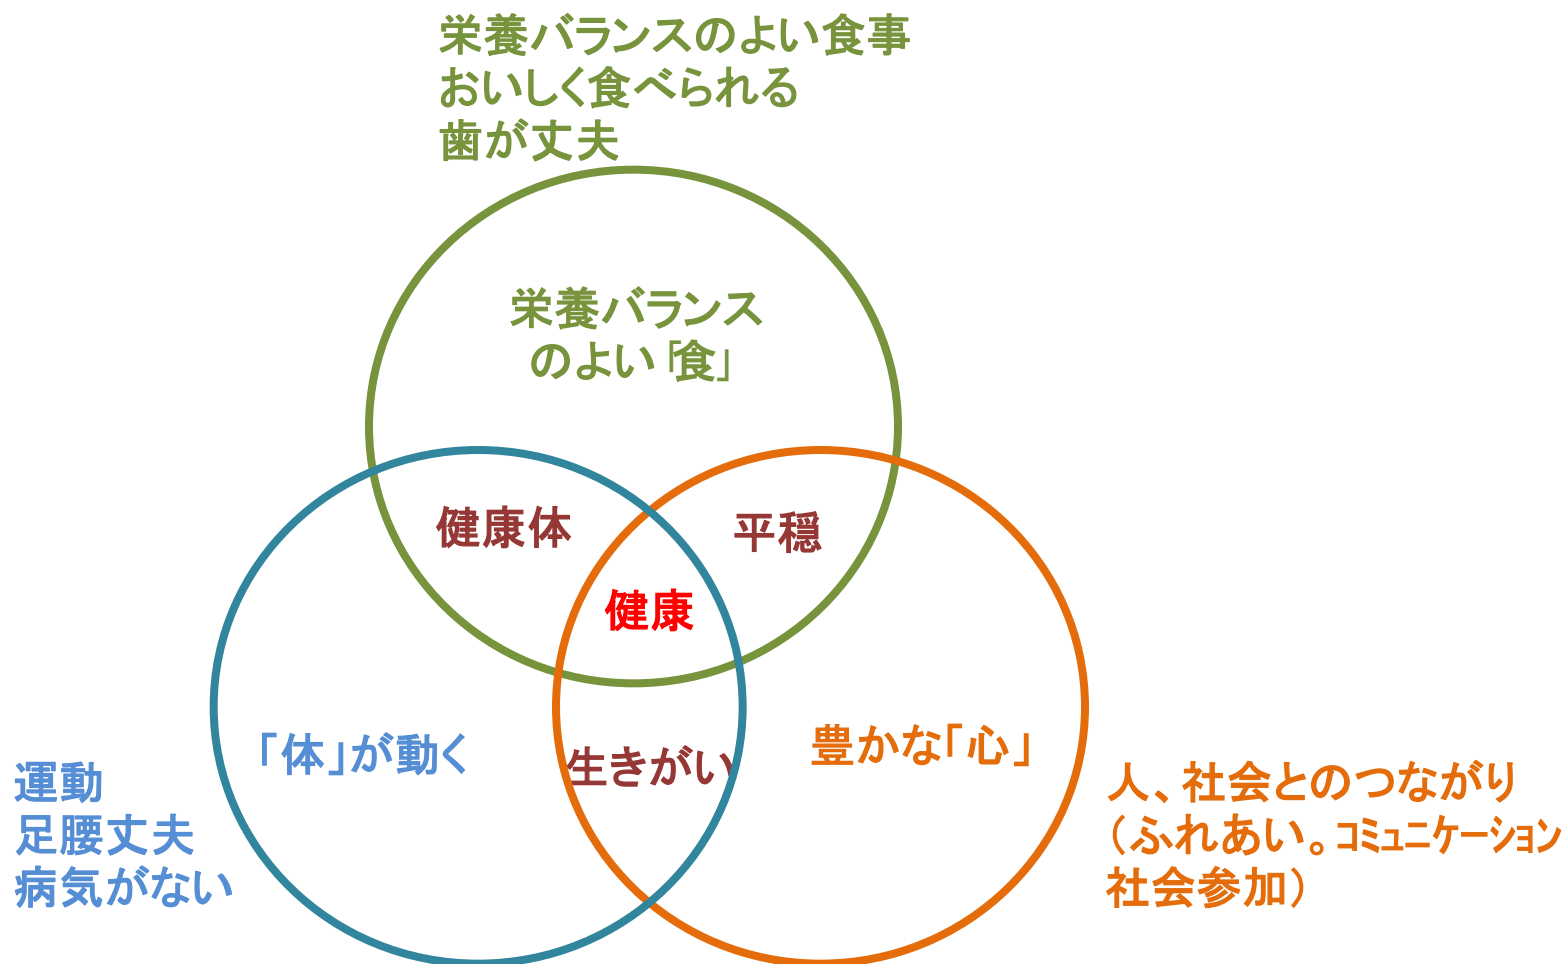 栄養バランスのよい食事
おいしく食べられる
歯が丈夫
栄養バランス
のよい「食」
健康体
平穏
健康
「体」が動く
生きがい
豊かな「心」
運動
足腰丈夫
病気がない
人、社会とのつながり
（ふれあい。コミュニケーション
社会参加）